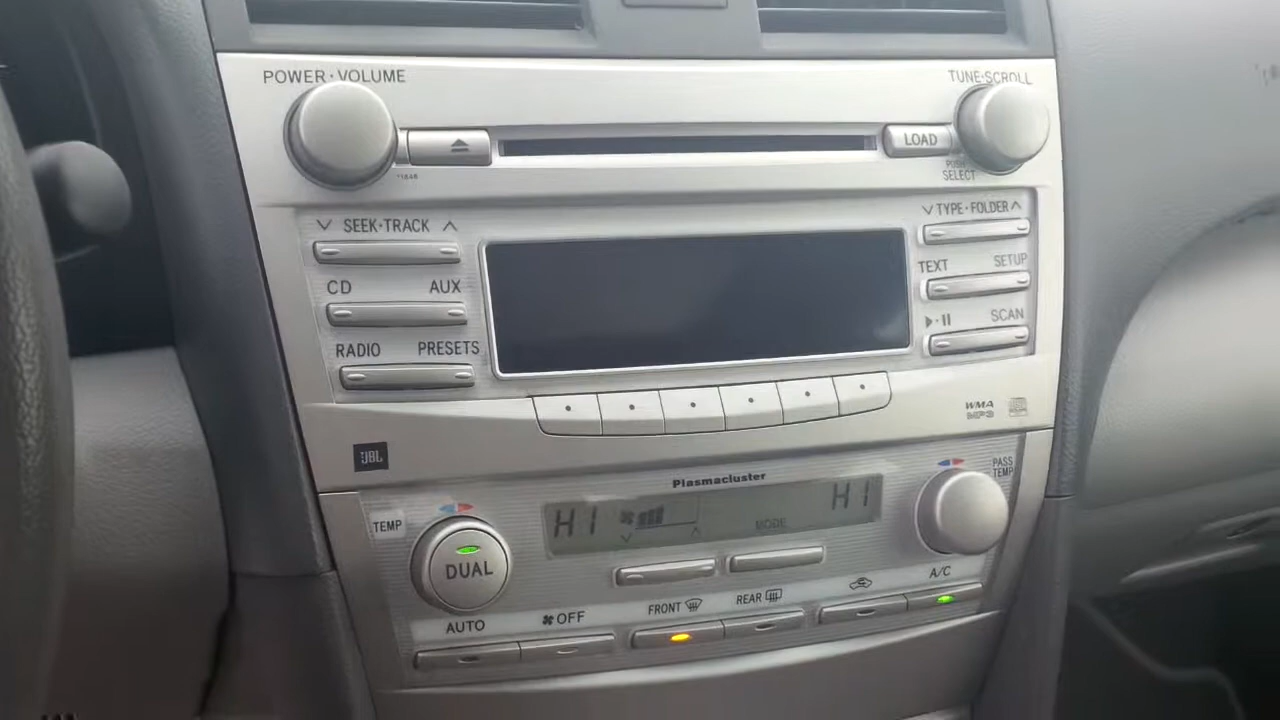 POWER·VOLUME
TUNE·SCROLL
LOAD
PUSH
SELECT
*1846
∨ SEEK·TRACK ∧
∨ TYPE·FOLDER ∧
CD AUX
TEXT SETUP
RADIO PRESETS
SCAN
WMA
MP3
JBL
Plasmacluster
PASS
TEMP
TEMP
HI
HI
MODE
DUAL
AUTO
OFF
FRONT
REAR
A/C